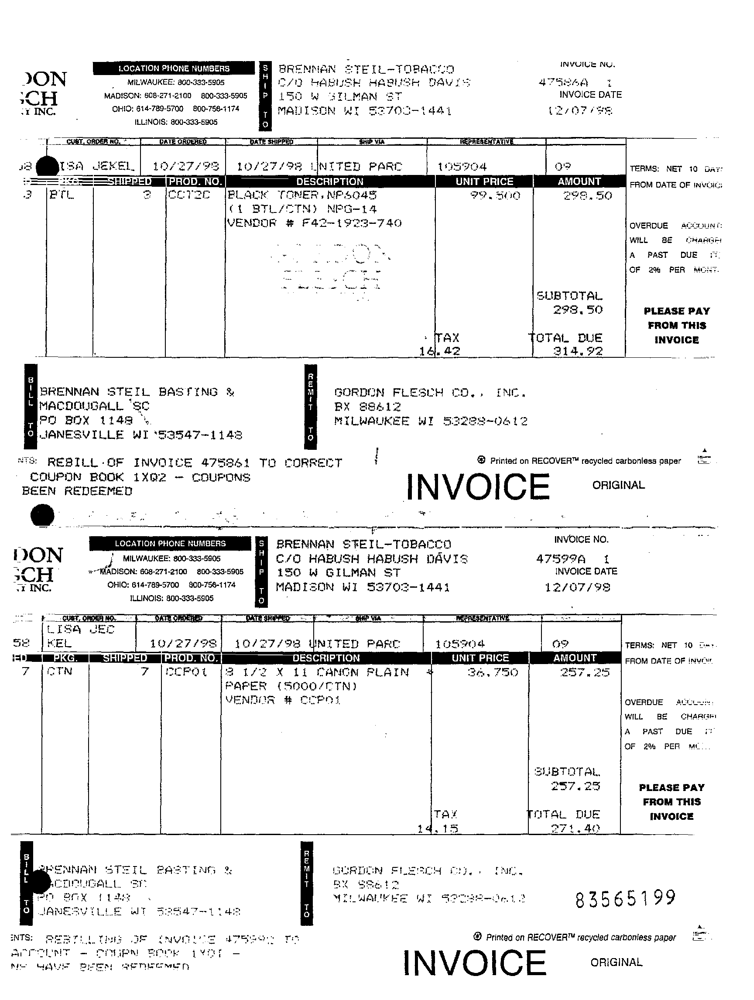 DON
LOCATION PHONE NUMBERS
SHIP TO
BRENNAN STEIL-TOBACCO
INVOICE NO.
MILWAUKEE: 800-333-5905
C/O HABUSH HABUSH DAVIS
47586A 1
MADISON: 608-271-2100 800-333-5905
150 W GILMAN ST
INVOICE DATE
INC.
OHIO: 614-789-5700 800-756-1174
MADISON WI 53703-1441
12/07/98
ILLINOIS: 800-333-5905
CUST. ORDER NO. DATE ORDERED DATE SHIPPED SHIP VIA REPRESENTATIVE
58 LISA JEKEL 10/27/98 10/27/98 UNITED PARC 105904 09
TERMS: NET 10 DAY
PKG. SHIPPED PROD. NO. DESCRIPTION UNIT PRICE AMOUNT
FROM DATE OF INVOIC
3 BTL 3 CCT2C BLACK TONER,NP6045 99.500 298.50
(1 BTL/CTN) NPG-14
VENDOR # F42-1923-740
OVERDUE ACCOUNT
WILL BE CHARGE
A PAST DUE
OF 2% PER MONT
GORDON
FLESCH
SUBTOTAL
298.50
PLEASE PAY
FROM THIS
INVOICE
TAX TOTAL DUE
16.42 314.92
BILL TO
BRENNAN STEIL BASTING &
MACDOUGALL SC
PO BOX 1148
JANESVILLE WI 53547-1148
REMIT TO
GORDON FLESCH CO., INC.
BX 88612
MILWAUKEE WI 53288-0612
NTS: REBILL OF INVOICE 475861 TO CORRECT
COUPON BOOK 1X02 - COUPONS
BEEN REDEEMED
Printed on RECOVER™ recycled carbonless paper
INVOICE ORIGINAL
DON
LOCATION PHONE NUMBERS
SHIP TO
BRENNAN STEIL-TOBACCO
INVOICE NO.
MILWAUKEE: 800-333-5905
C/O HABUSH HABUSH DAVIS
47599A 1
MADISON: 608-271-2100 800-333-5905
150 W GILMAN ST
INVOICE DATE
INC.
OHIO: 614-789-5700 800-756-1174
MADISON WI 53703-1441
12/07/98
ILLINOIS: 800-333-5905
CUST. ORDER NO. DATE ORDERED DATE SHIPPED SHIP VIA REPRESENTATIVE
LISA JEC
58 KEL 10/27/98 10/27/98 UNITED PARC 105904 09
TERMS: NET 10
ED PKG. SHIPPED PROD. NO. DESCRIPTION UNIT PRICE AMOUNT
FROM DATE OF INVOI
7 CTN 7 CCP01 8 1/2 X 11 CANON PLAIN * 36.750 257.25
PAPER (5000/CTN)
VENDOR # CCP01
OVERDUE
WILL BE CHARGE
A PAST DUE
OF 2% PER
SUBTOTAL
257.25
PLEASE PAY
FROM THIS
INVOICE
TAX TOTAL DUE
14.15 271.40
BILL TO
BRENNAN STEIL BASTING &
MACDOUGALL SC
PO BOX 1148
JANESVILLE WI 53547-1148
REMIT TO
GORDON FLESCH CO., INC.
BX 88612
MILWAUKEE WI 53288-0612
83565199
ENTS: REBILLING OF INVOICE 475992 TO
ACCOUNT - COUPN BOOK 1X01 -
NS HAVE BEEN REDEEMED
Printed on RECOVER™ recycled carbonless paper
INVOICE ORIGINAL